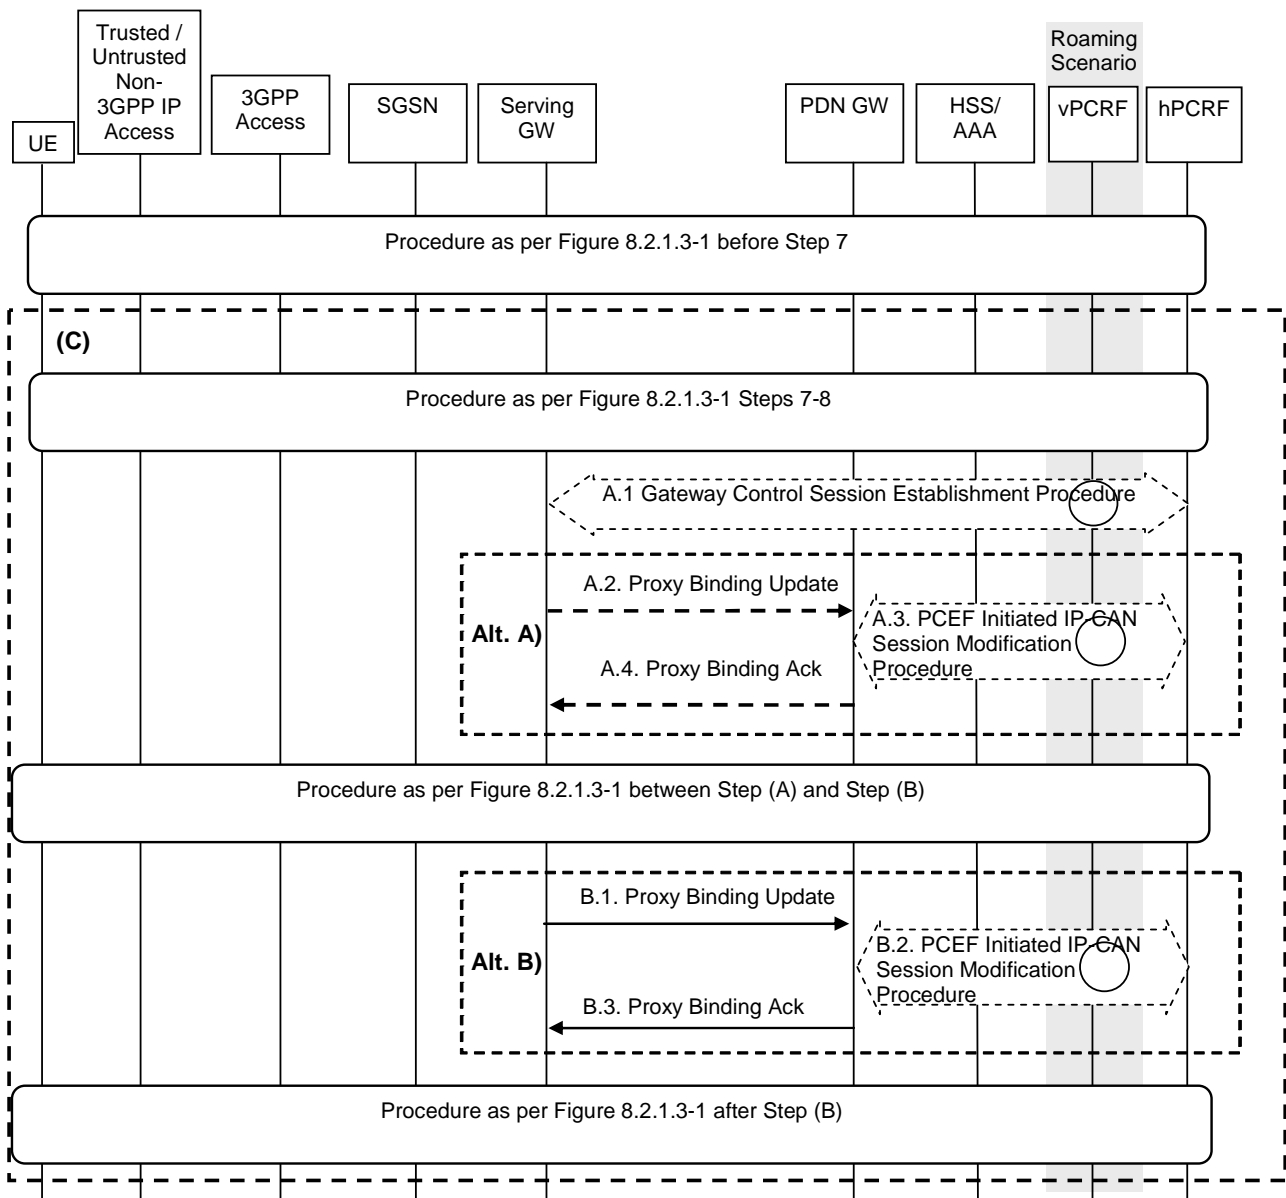 Trusted /
Untrusted
Non-
3GPP IP
Access
Roaming
Scenario
UE
3GPP
Access
SGSN
Serving
GW
PDN GW
HSS/
AAA
vPCRF
hPCRF
Procedure as per Figure 8.2.1.3-1 before Step 7
(C)
Procedure as per Figure 8.2.1.3-1 Steps 7-8
A.1 Gateway Control Session Establishment Procedure
Alt. A)
A.2. Proxy Binding Update
A.3. PCEF Initiated IP-CAN
Session Modification
Procedure
A.4. Proxy Binding Ack
Procedure as per Figure 8.2.1.3-1 between Step (A) and Step (B)
Alt. B)
B.1. Proxy Binding Update
B.2. PCEF Initiated IP-CAN
Session Modification
Procedure
B.3. Proxy Binding Ack
Procedure as per Figure 8.2.1.3-1 after Step (B)